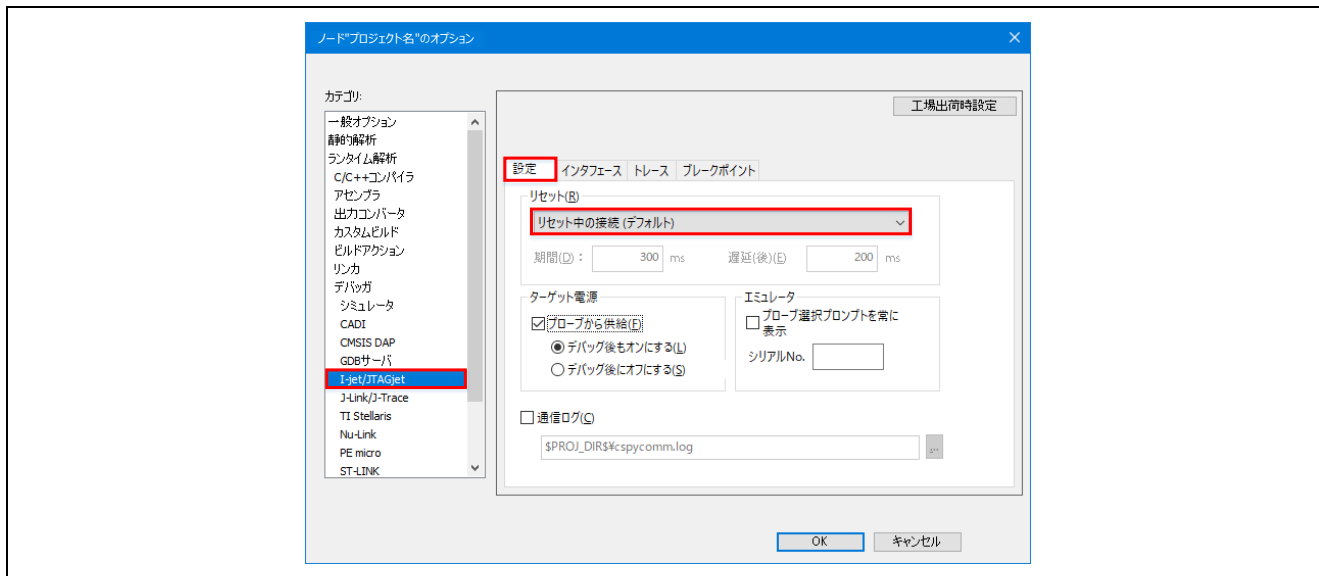 ノード"プロジェクト名"のオプション
カテゴリ:
一般オプション
静的解析
ランタイム解析
C/C++コンパイラ
アセンブラ
出力コンバータ
カスタムビルド
ビルドアクション
リンカ
デバッガ
シミュレータ
CADI
CMSIS DAP
GDBサーバ
I-jet/JTAGjet
J-Link/J-Trace
TI Stellaris
Nu-Link
PE micro
ST-LINK
工場出荷時設定
設定 インタフェース トレース ブレークポイント
リセット(R)
リセット中の接続 (デフォルト)
期間(D): 300 ms 遅延(後)(E) 200 ms
ターゲット電源
プローブから供給(F)
デバッグ後もオンにする(L)
デバッグ後にオフにする(S)
エミュレータ
プローブ選択プロンプトを常に
表示
シリアルNo.
通信ログ(C)
$PROJ_DIR$¥cspycomm.log
...
OK キャンセル